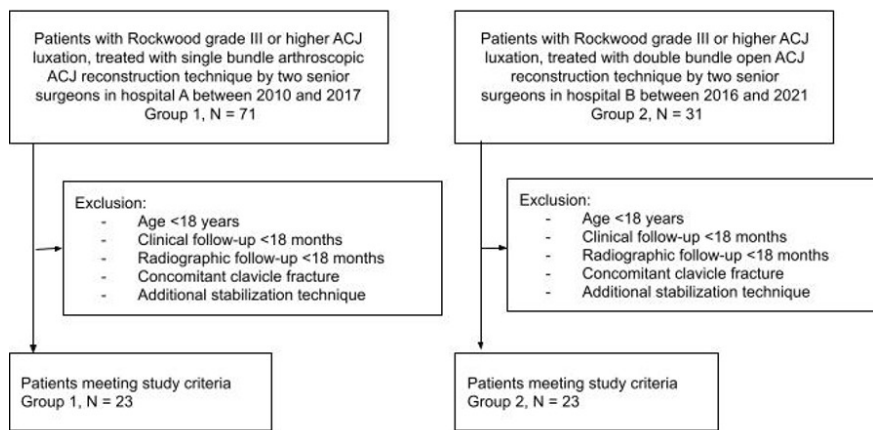 Patients with Rockwood grade III or higher ACJ
luxation, treated with single bundle arthroscopic
ACJ reconstruction technique by two senior
surgeons in hospital A between 2010 and 2017
Group 1, N = 71
Patients with Rockwood grade III or higher ACJ
luxation, treated with double bundle open ACJ
reconstruction technique by two senior
surgeons in hospital B between 2016 and 2021
Group 2, N = 31
Exclusion:
- Age <18 years
- Clinical follow-up <18 months
- Radiographic follow-up <18 months
- Concomitant clavicle fracture
- Additional stabilization technique
Exclusion:
- Age <18 years
- Clinical follow-up <18 months
- Radiographic follow-up <18 months
- Concomitant clavicle fracture
- Additional stabilization technique
Patients meeting study criteria
Group 1, N = 23
Patients meeting study criteria
Group 2, N = 23